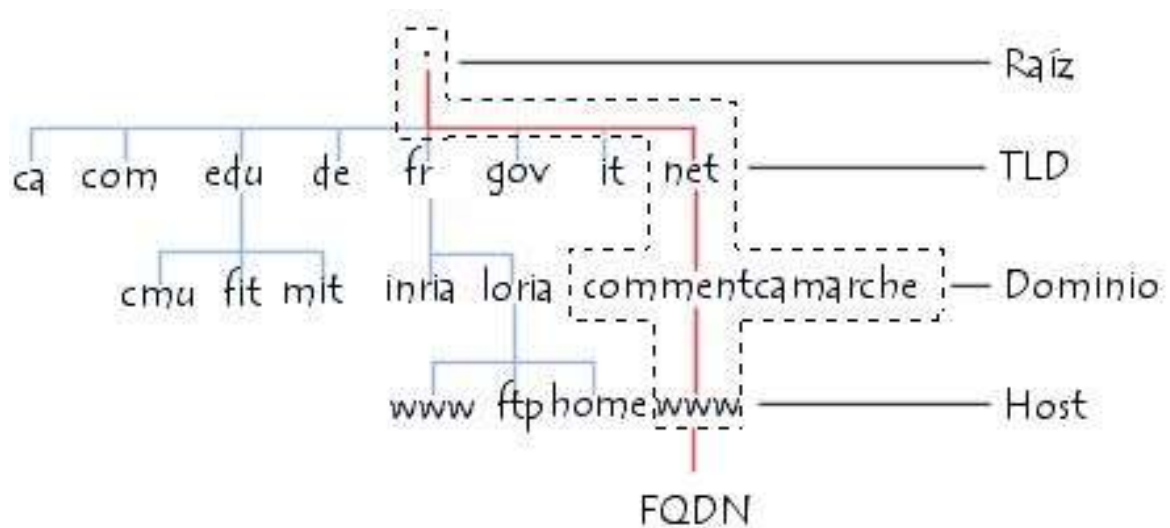 .
Raíz
ca com edu de fr gov it net TLD
cmu fit mit inria loria commentcamarche Dominio
www ftp home www Host
FQDN